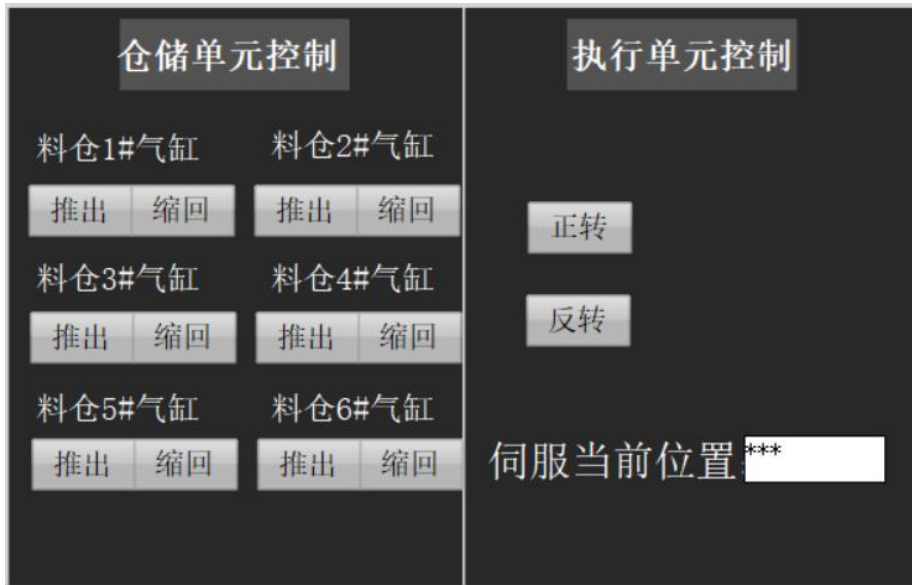 仓储单元控制
料仓1#气缸 料仓2#气缸
推出 缩回 推出 缩回
料仓3#气缸 料仓4#气缸
推出 缩回 推出 缩回
料仓5#气缸 料仓6#气缸
推出 缩回 推出 缩回
执行单元控制
正转
反转
伺服当前位置:***